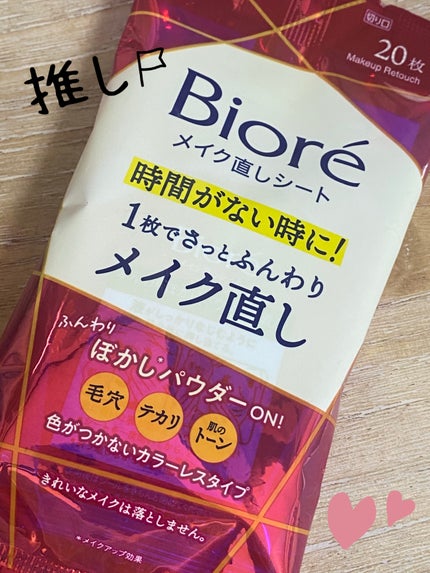 切り口
20枚
Makeup Retouch
推し
Bioré
メイク直しシート
時間がない時に!
1枚でさっとふんわり
メイク直し
ふんわり
ぼかし*パウダーON!
毛穴 テカリ 肌のトーン
色がつかないカラーレスタイプ
きれいなメイクは落としません。
*メイクアップ効果